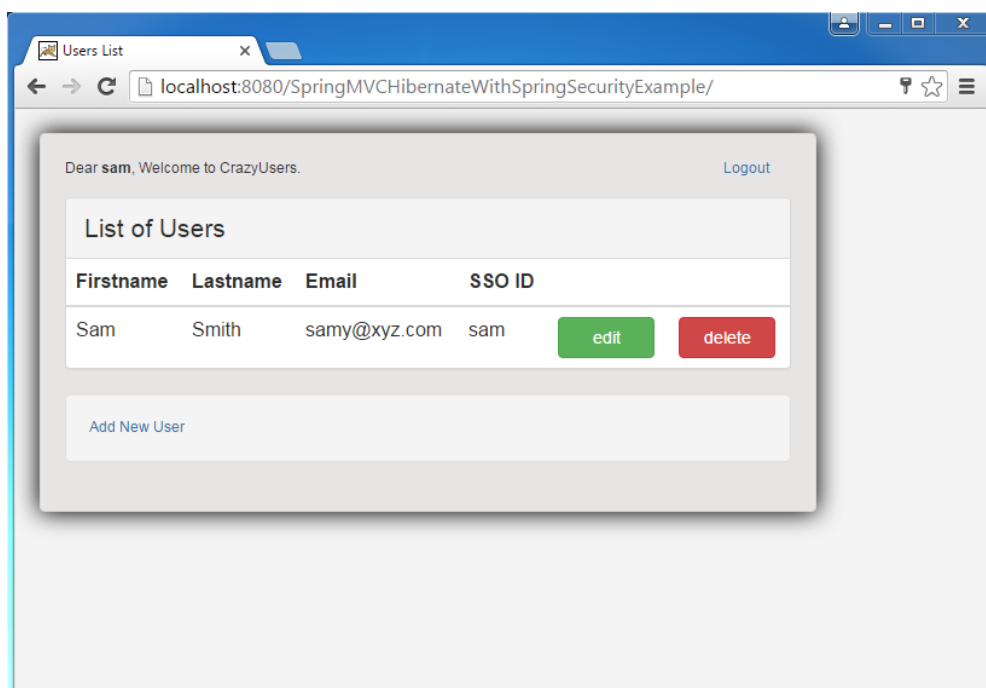 Users List
localhost:8080/SpringMVCHibernateWithSpringSecurityExample/
Dear sam, Welcome to CrazyUsers. Logout
List of Users
Firstname Lastname Email SSO ID
Sam Smith samy@xyz.com sam edit delete
Add New User